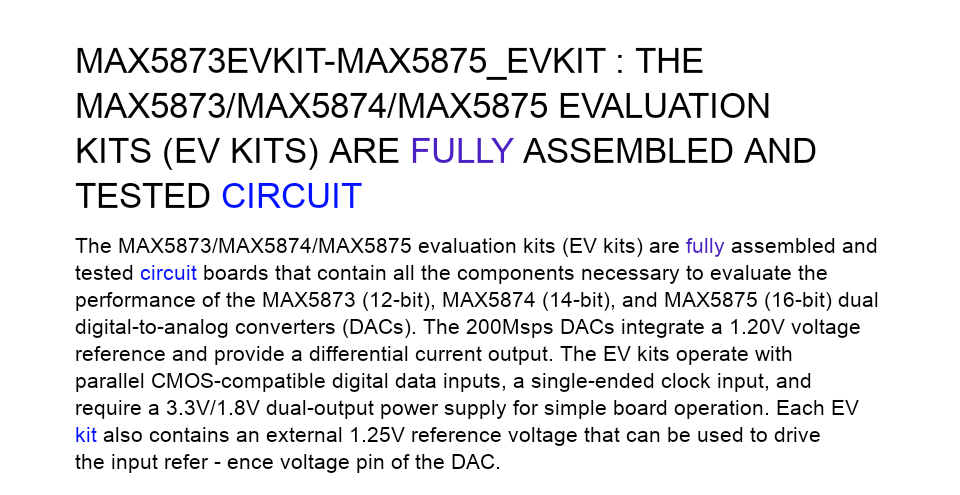 MAX5873EVKIT-MAX5875_EVKIT : THE
MAX5873/MAX5874/MAX5875 EVALUATION
KITS (EV KITS) ARE FULLY ASSEMBLED AND
TESTED CIRCUIT
The MAX5873/MAX5874/MAX5875 evaluation kits (EV kits) are fully assembled and
tested circuit boards that contain all the components necessary to evaluate the
performance of the MAX5873 (12-bit), MAX5874 (14-bit), and MAX5875 (16-bit) dual
digital-to-analog converters (DACs). The 200Msps DACs integrate a 1.20V voltage
reference and provide a differential current output. The EV kits operate with
parallel CMOS-compatible digital data inputs, a single-ended clock input, and
require a 3.3V/1.8V dual-output power supply for simple board operation. Each EV
kit also contains an external 1.25V reference voltage that can be used to drive
the input refer - ence voltage pin of the DAC.